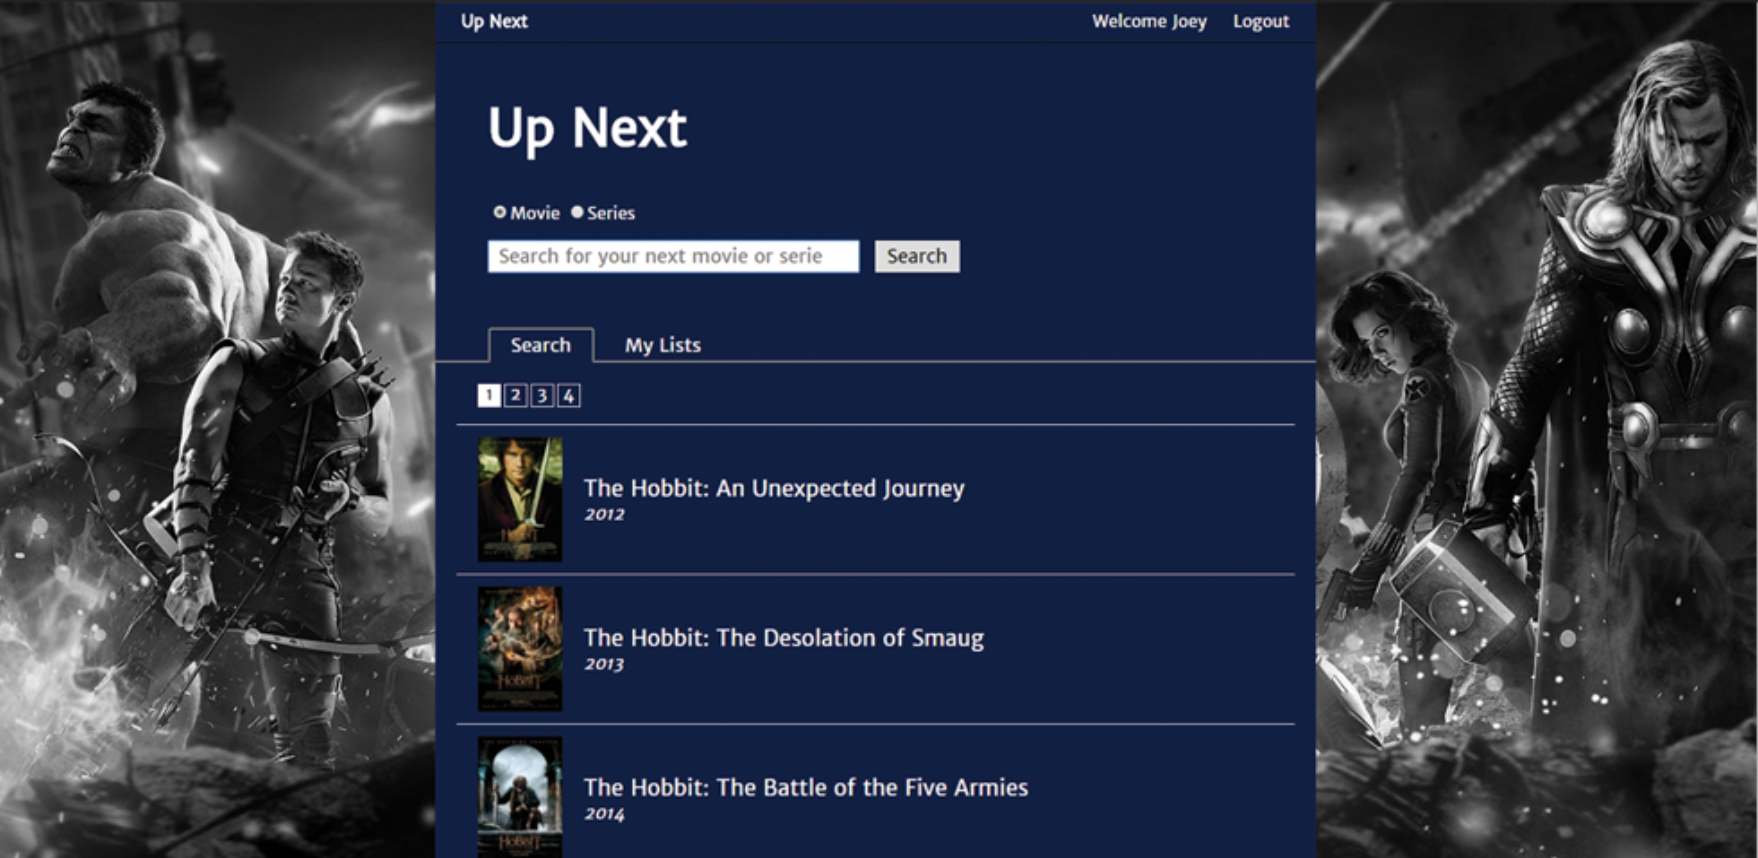 Up Next
Welcome Joey Logout
Up Next
Movie Series
Search for your next movie or serie
Search
Search My Lists
1 2 3 4
The Hobbit: An Unexpected Journey
2012
The Hobbit: The Desolation of Smaug
2013
HOBBIT
The Hobbit: The Battle of the Five Armies
2014
HOBBIT